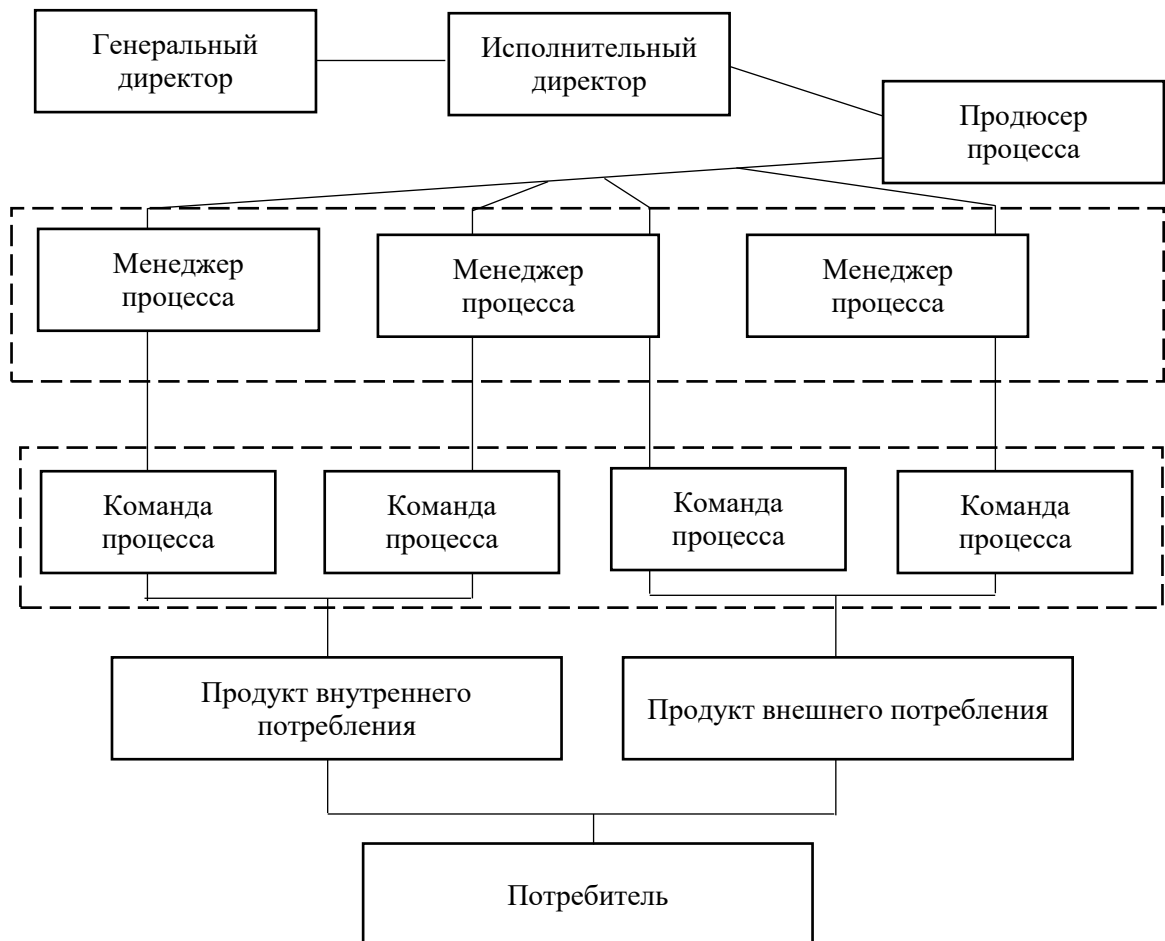 Генеральный
директор
Исполнительный
директор
Продюсер
процесса
Менеджер
процесса
Менеджер
процесса
Менеджер
процесса
Команда
процесса
Команда
процесса
Команда
процесса
Команда
процесса
Продукт внутреннего
потребления
Продукт внешнего потребления
Потребитель